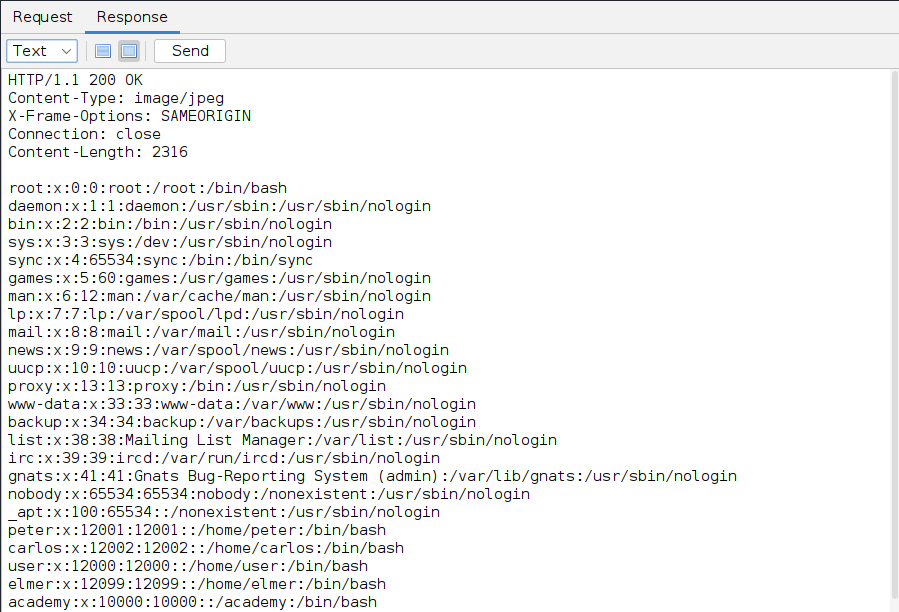 Request Response
Text Send
HTTP/1.1 200 OK
Content-Type: image/jpeg
X-Frame-Options: SAMEORIGIN
Connection: close
Content-Length: 2316
root:x:0:0:root:/root:/bin/bash
daemon:x:1:1:daemon:/usr/sbin:/usr/sbin/nologin
bin:x:2:2:bin:/bin:/usr/sbin/nologin
sys:x:3:3:sys:/dev:/usr/sbin/nologin
sync:x:4:65534:sync:/bin:/bin/sync
games:x:5:60:games:/usr/games:/usr/sbin/nologin
man:x:6:12:man:/var/cache/man:/usr/sbin/nologin
lp:x:7:7:lp:/var/spool/lpd:/usr/sbin/nologin
mail:x:8:8:mail:/var/mail:/usr/sbin/nologin
news:x:9:9:news:/var/spool/news:/usr/sbin/nologin
uucp:x:10:10:uucp:/var/spool/uucp:/usr/sbin/nologin
proxy:x:13:13:proxy:/bin:/usr/sbin/nologin
www-data:x:33:33:www-data:/var/www:/usr/sbin/nologin
backup:x:34:34:backup:/var/backups:/usr/sbin/nologin
list:x:38:38:Mailing List Manager:/var/list:/usr/sbin/nologin
irc:x:39:39:ircd:/var/run/ircd:/usr/sbin/nologin
gnats:x:41:41:Gnats Bug-Reporting System (admin):/var/lib/gnats:/usr/sbin/nologin
nobody:x:65534:65534:nobody:/nonexistent:/usr/sbin/nologin
_apt:x:100:65534::/nonexistent:/usr/sbin/nologin
peter:x:12001:12001::/home/peter:/bin/bash
carlos:x:12002:12002::/home/carlos:/bin/bash
user:x:12000:12000::/home/user:/bin/bash
elmer:x:12099:12099::/home/elmer:/bin/bash
academy:x:10000:10000::/academy:/bin/bash